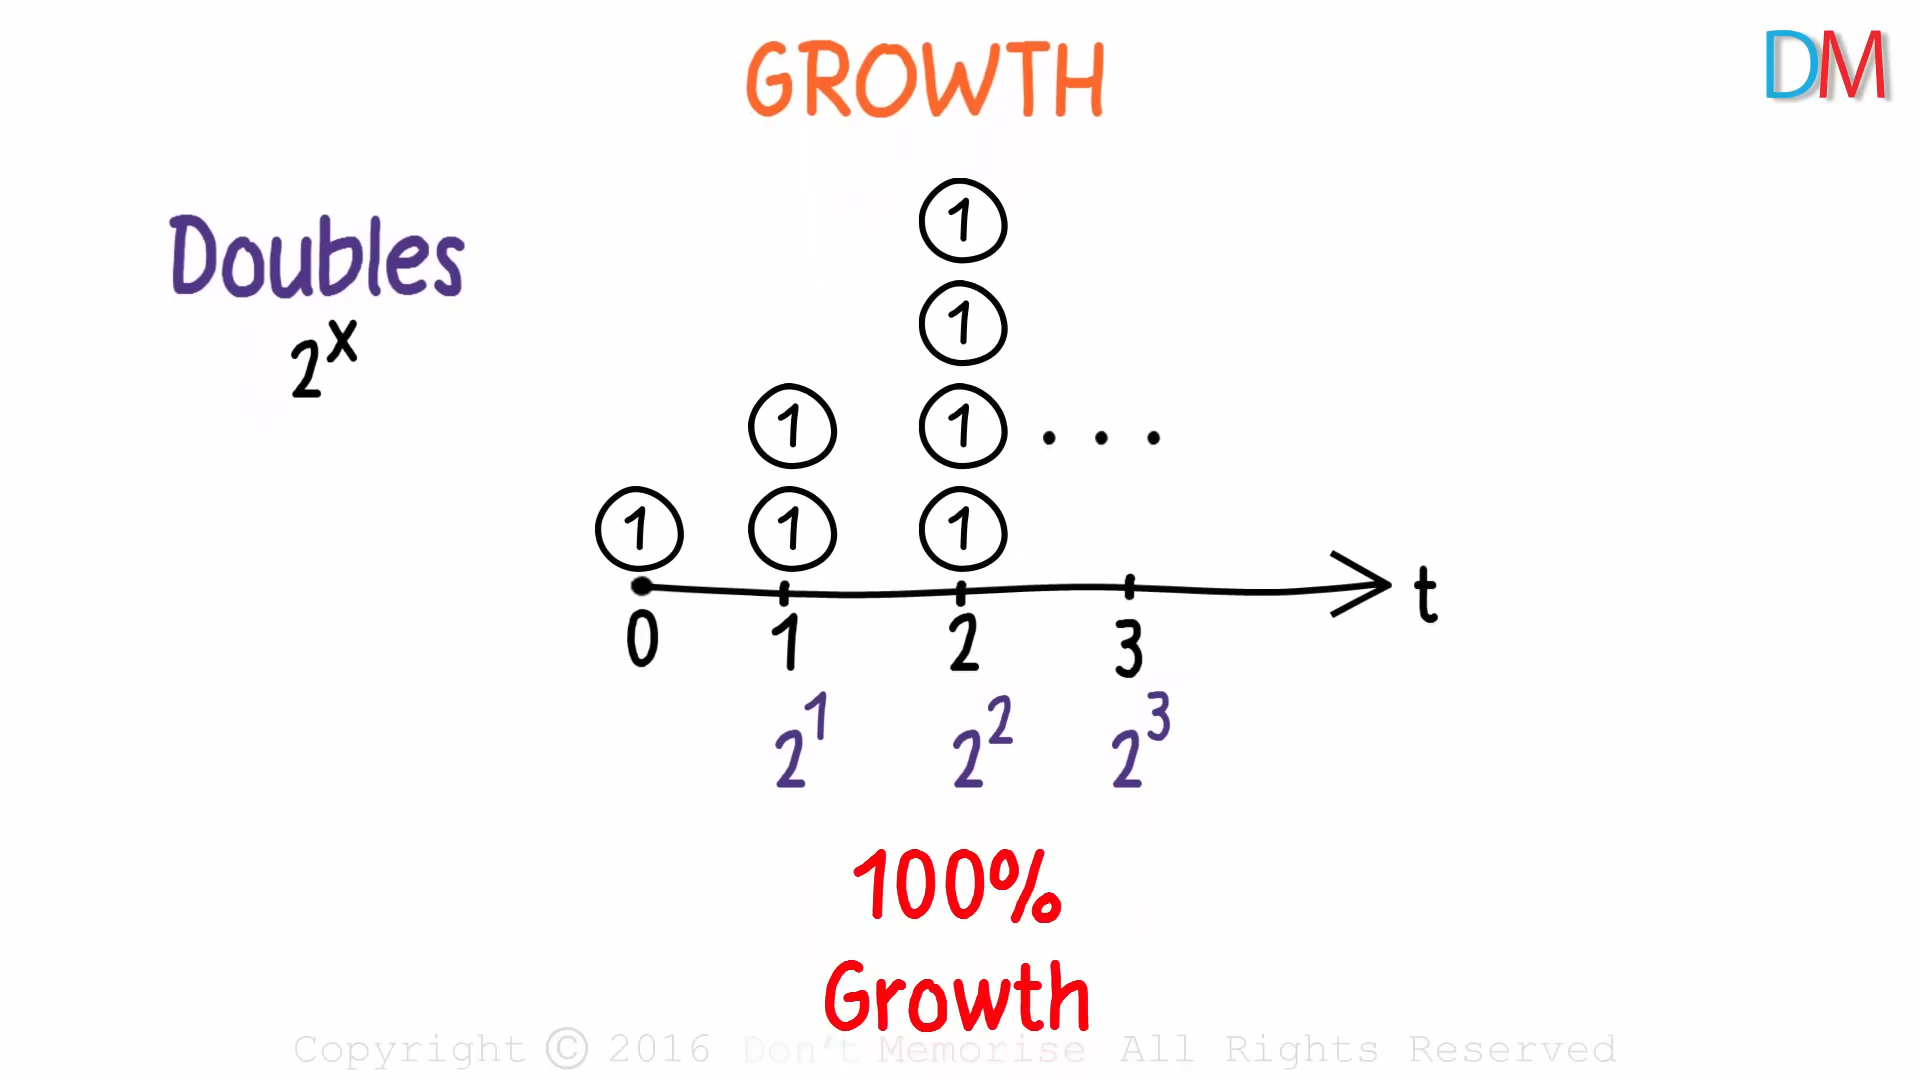 GROWTH
DM
Doubles
2^x
1
1
1
1
1
1
1
. . .
0 1 2 3 t
2^1 2^2 2^3
100%
Growth
Copyright © 2016 Don't Memorise All Rights Reserved